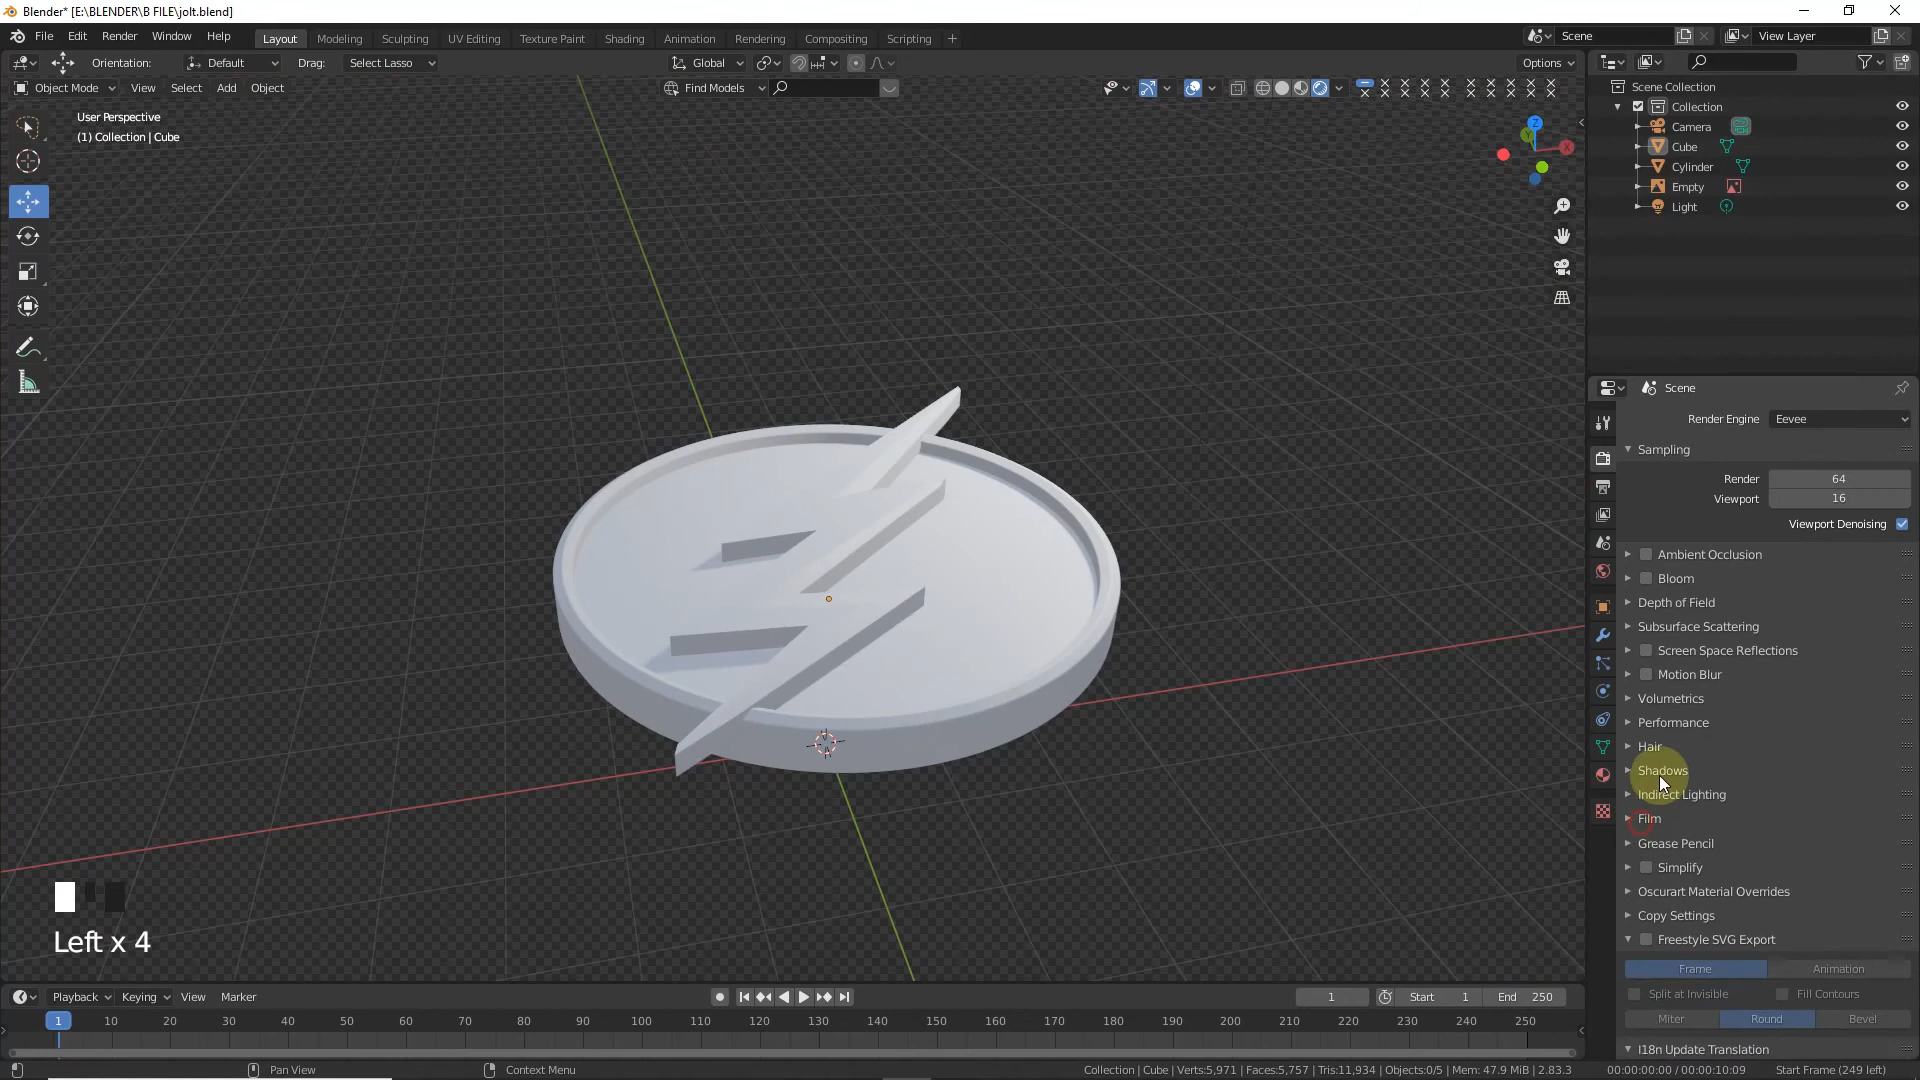 Blender* [E:\BLENDER\B FILE\jolt.blend]
File Edit Render Window Help Layout Modeling Sculpting UV Editing Texture Paint Shading Animation Rendering Compositing Scripting Scene View Layer
Orientation: Default Drag: Select Lasso Global Options
Object Mode View Select Add Object Find Models
User Perspective
(1) Collection | Cube
Z
Y
X
Scene Collection
Collection
Camera
Cube
Cylinder
Empty
Light
Scene
Render Engine Eevee
Sampling
Render 64
Viewport 16
Viewport Denoising
Ambient Occlusion
Bloom
Depth of Field
Subsurface Scattering
Screen Space Reflections
Motion Blur
Volumetrics
Performance
Hair
Shadows
Indirect Lighting
Film
Grease Pencil
Simplify
Oscurart Material Overrides
Copy Settings
Freestyle SVG Export
Frame Animation
Split at Invisible Fill Contours
Miter Round Bevel
I18n Update Translation
Left x 4
Playback Keying View Marker 1 Start 1 End 250
1 10 20 30 40 50 60 70 80 90 100 110 120 130 140 150 160 170 180 190 200 210 220 230 240 250
Pan View Context Menu Collection | Cube | Verts:5,971 | Faces:5,757 | Tris:11,934 | Objects:0/5 | Mem: 47.9 MiB | 2.83.3 00:00:00:00 / 00:00:10:09 Start Frame (249 left)